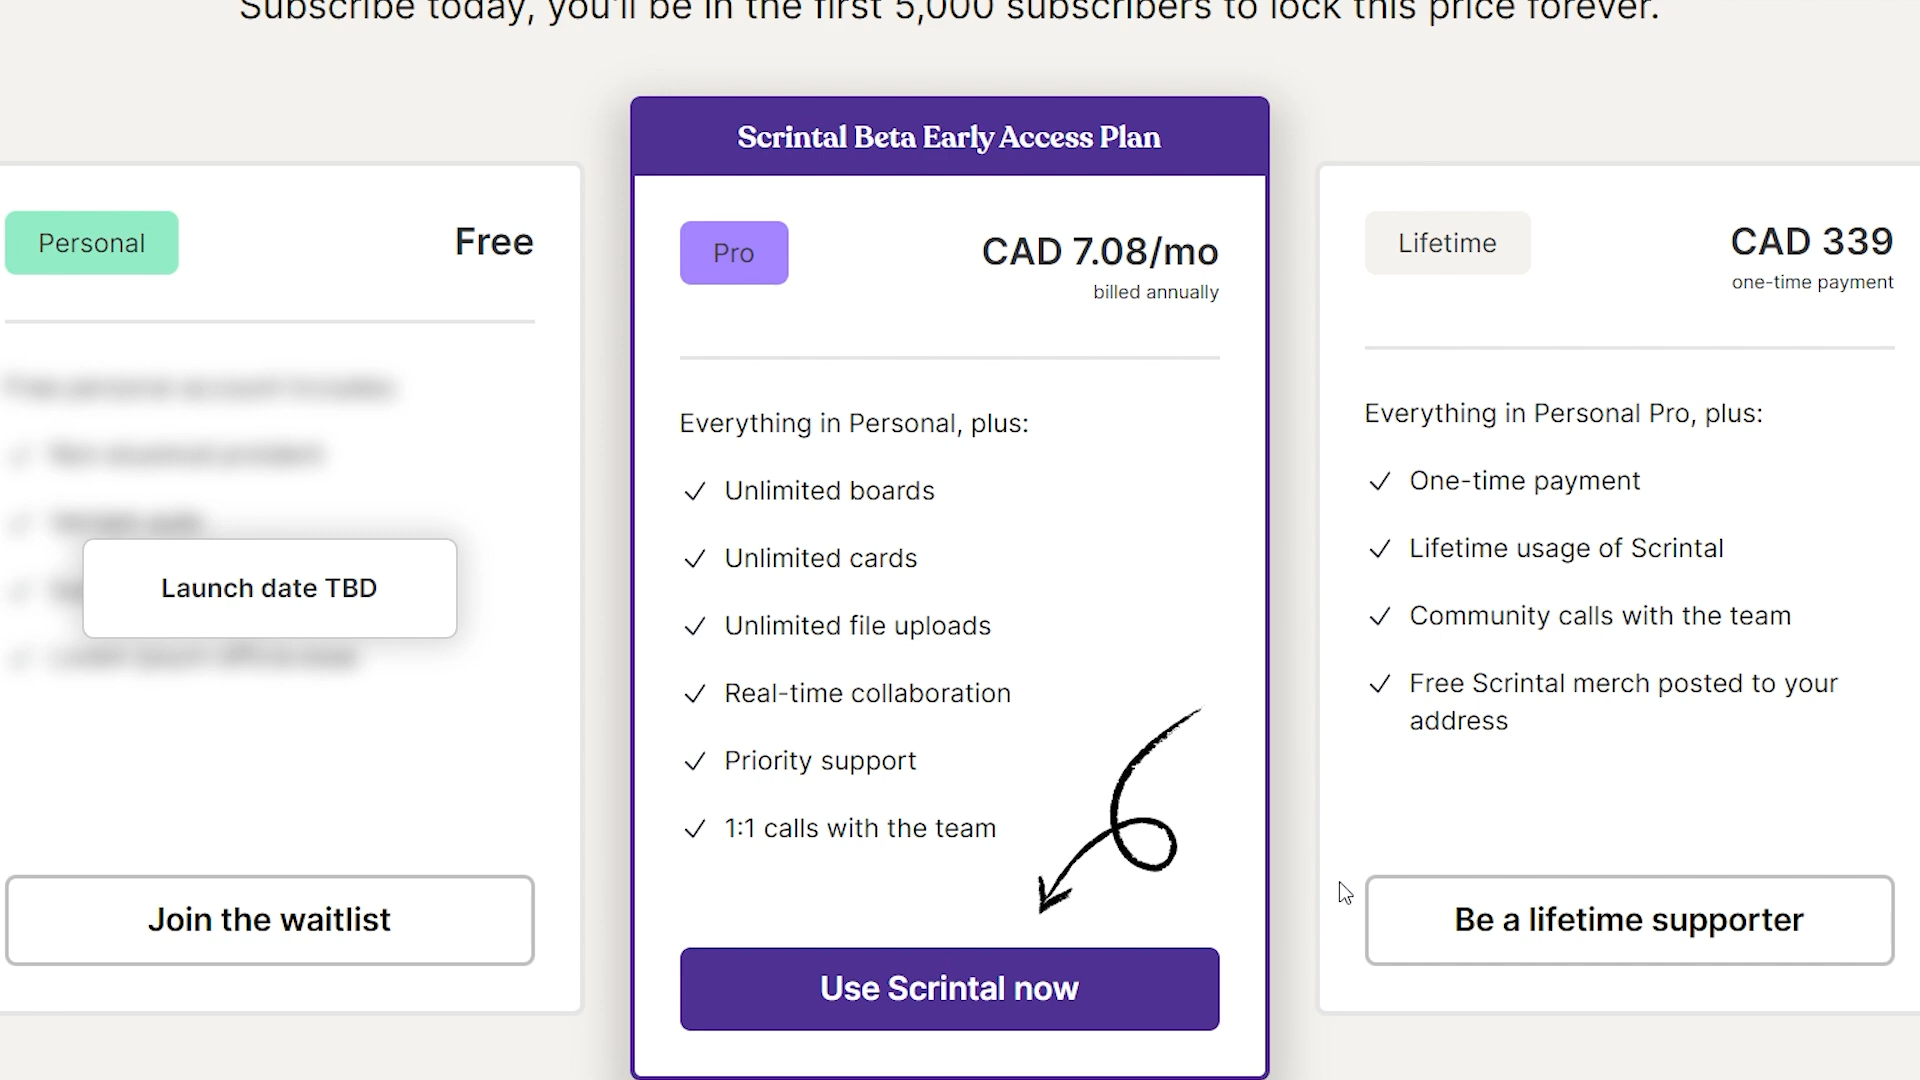 Subscribe today, you'll be in the first 5,000 subscribers to lock this price forever.
Personal
Free
Launch date TBD
Join the waitlist
Scrintal Beta Early Access Plan
Pro
CAD 7.08/mo
billed annually
Everything in Personal, plus:
Unlimited boards
Unlimited cards
Unlimited file uploads
Real-time collaboration
Priority support
1:1 calls with the team
Use Scrintal now
Lifetime
CAD 339
one-time payment
Everything in Personal Pro, plus:
One-time payment
Lifetime usage of Scrintal
Community calls with the team
Free Scrintal merch posted to your
address
Be a lifetime supporter